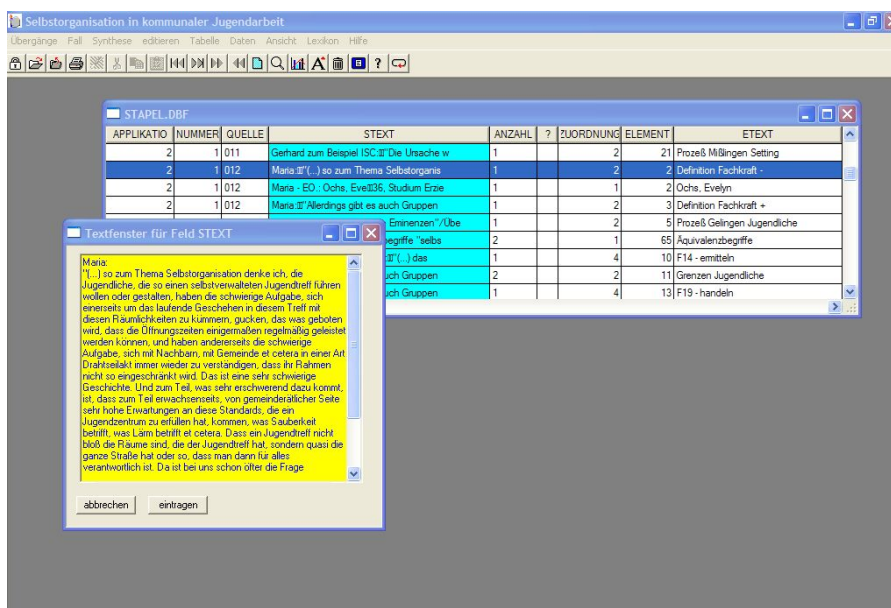 Selbstorganisation in kommunaler Jugendarbeit
Übergänge Fall Synthese editieren Tabelle Daten Ansicht Lexikon Hilfe
STAPEL.DBF
APPLIKATIO NUMMER QUELLE STEXT ANZAHL ? ZUORDNUNG ELEMENT ETEXT
2 1 011 Gerhard zum Beispiel ISC: "Die Ursache w 1 2 21 Prozeß Mißlingen Setting
2 1 012 Maria: "(...) so zum Thema Selbstorganis 1 2 2 Definition Fachkraft -
2 1 012 Maria - EO.: Ochs, Eve 36, Studium Erzie 1 1 2 Ochs, Evelyn
2 1 012 Maria: "Allerdings gibt es auch Gruppen 1 2 3 Definition Fachkraft +
Eminenzen"/Übe 1 2 5 Prozeß Gelingen Jugendliche
egriffe "selbs 2 1 65 Äquivalenzbegriffe
"(...) das 1 4 10 F14 - ermitteln
uch Gruppen 2 2 11 Grenzen Jugendliche
uch Gruppen 1 4 13 F19 - handeln
Textfenster für Feld STEXT
Maria:
"(...) so zum Thema Selbstorganisation denke ich, die
Jugendliche, die so einen selbstverwalteten Jugendtreff führen
wollen oder gestalten, haben die schwierige Aufgabe, sich
einerseits um das laufende Geschehen in diesem Treff mit
diesen Räumlichkeiten zu kümmern, gucken, das was geboten
wird, dass die Öffnungszeiten einigermaßen regelmäßig geleistet
werden können, und haben andererseits die schwierige
Aufgabe, sich mit Nachbarn, mit Gemeinde et cetera in einer Art
Drahtseilakt immer wieder zu verständigen, dass ihr Rahmen
nicht so eingeschränkt wird. Das ist eine sehr schwierige
Geschichte. Und zum Teil, was sehr erschwerend dazu kommt,
ist, dass zum Teil erwachsenseits, von gemeinderätlicher Seite
sehr hohe Erwartungen an diese Standards, die ein
Jugendzentrum zu erfüllen hat, kommen, was Sauberkeit
betrifft, was Lärm betrifft et cetera. Dass ein Jugendtreff nicht
bloß die Räume sind, die der Jugendtreff hat, sondern quasi die
ganze Straße hat oder so, dass man dann für alles
verantwortlich ist. Da ist bei uns schon öfter die Frage
abbrechen eintragen